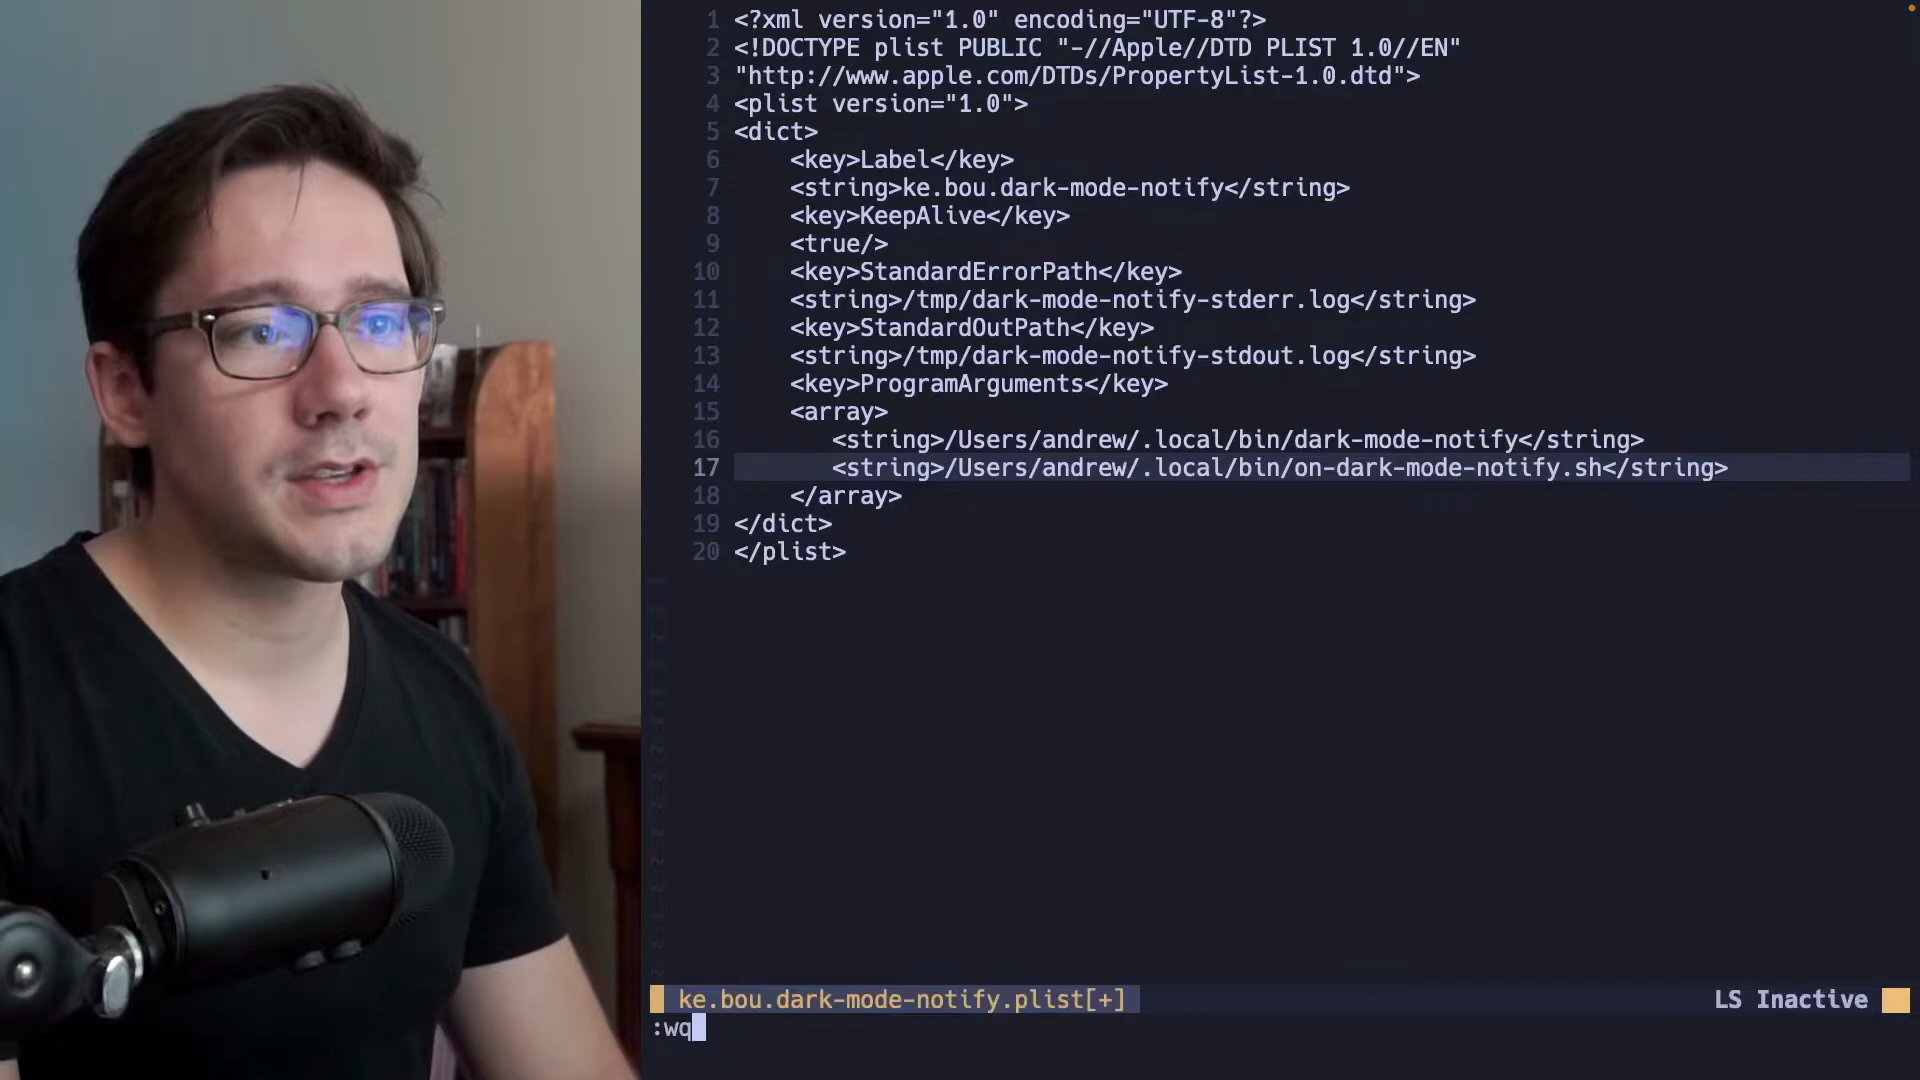 1 <?xml version="1.0" encoding="UTF-8"?>
2 <!DOCTYPE plist PUBLIC "-//Apple//DTD PLIST 1.0//EN"
3 "http://www.apple.com/DTDs/PropertyList-1.0.dtd">
4 <plist version="1.0">
5 <dict>
6     <key>Label</key>
7     <string>ke.bou.dark-mode-notify</string>
8     <key>KeepAlive</key>
9     <true/>
10     <key>StandardErrorPath</key>
11     <string>/tmp/dark-mode-notify-stderr.log</string>
12     <key>StandardOutPath</key>
13     <string>/tmp/dark-mode-notify-stdout.log</string>
14     <key>ProgramArguments</key>
15     <array>
16        <string>/Users/andrew/.local/bin/dark-mode-notify</string>
17        <string>/Users/andrew/.local/bin/on-dark-mode-notify.sh</string>
18     </array>
19 </dict>
20 </plist>
ke.bou.dark-mode-notify.plist[+] LS Inactive
:wq